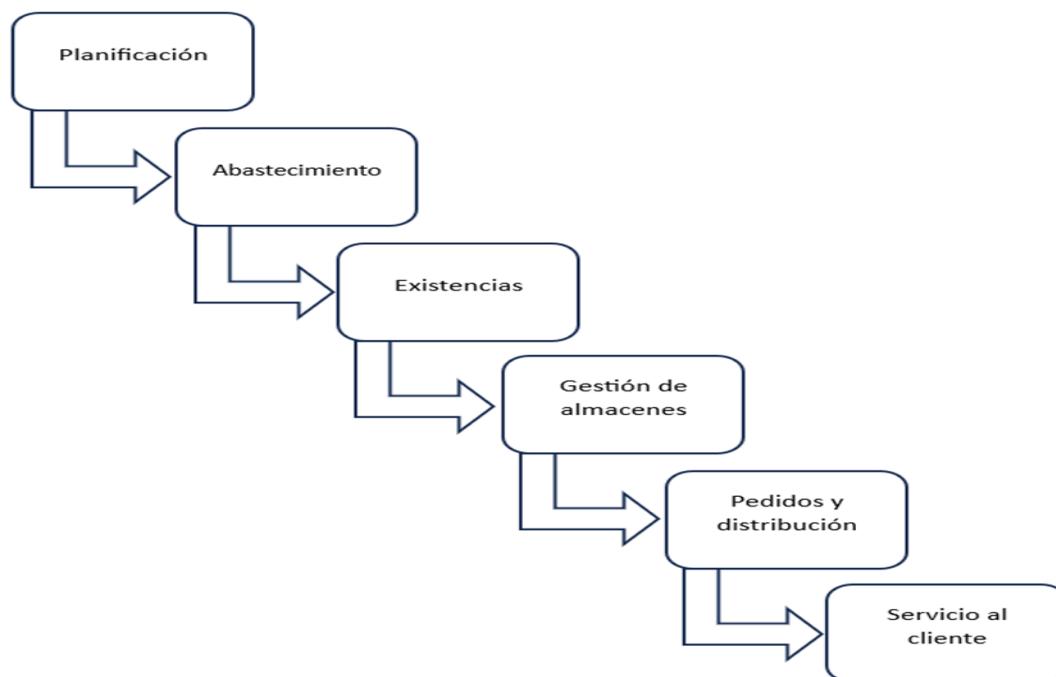 Planificación
Abastecimiento
Existencias
Gestión de
almacenes
Pedidos y
distribución
Servicio al
cliente